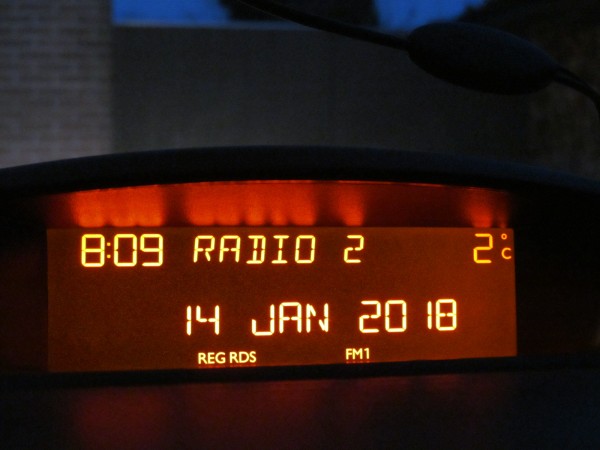 8:09 RADIO 2 2°C
14 JAN 2018
REG RDS FM1